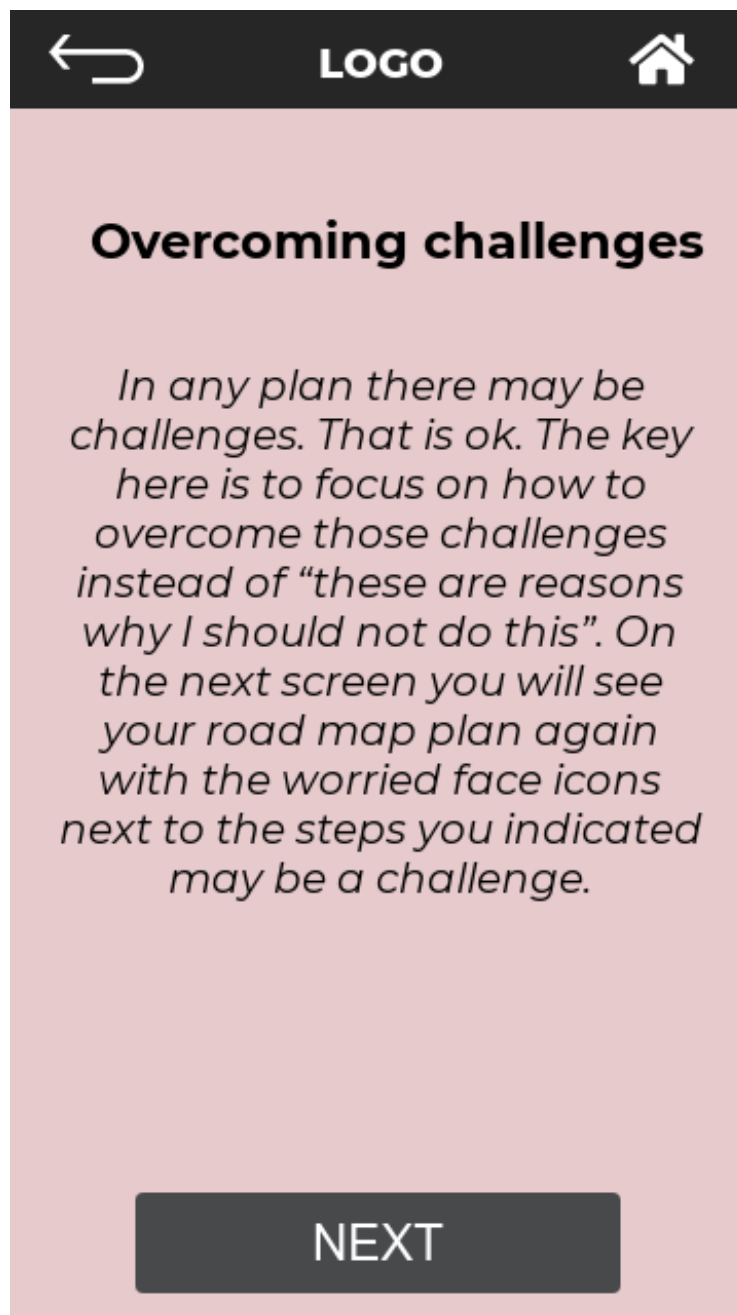 LOGO
Overcoming challenges
In any plan there may be
challenges. That is ok. The key
here is to focus on how to
overcome those challenges
instead of “these are reasons
why I should not do this”. On
the next screen you will see
your road map plan again
with the worried face icons
next to the steps you indicated
may be a challenge.
NEXT